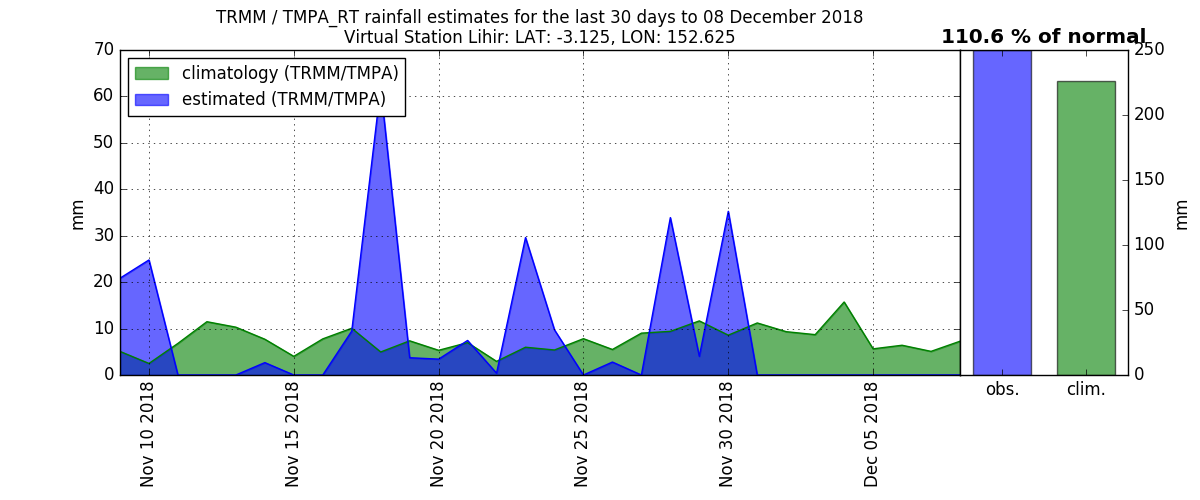 TRMM / TMPA_RT rainfall estimates for the last 30 days to 08 December 2018
Virtual Station Lihir: LAT: -3.125, LON: 152.625
110.6 % of normal
climatology (TRMM/TMPA)
estimated (TRMM/TMPA)
70
60
50
40
30
20
10
0
mm
Nov 10 2018
Nov 15 2018
Nov 20 2018
Nov 25 2018
Nov 30 2018
Dec 05 2018
250
200
150
100
50
0
mm
obs.
clim.